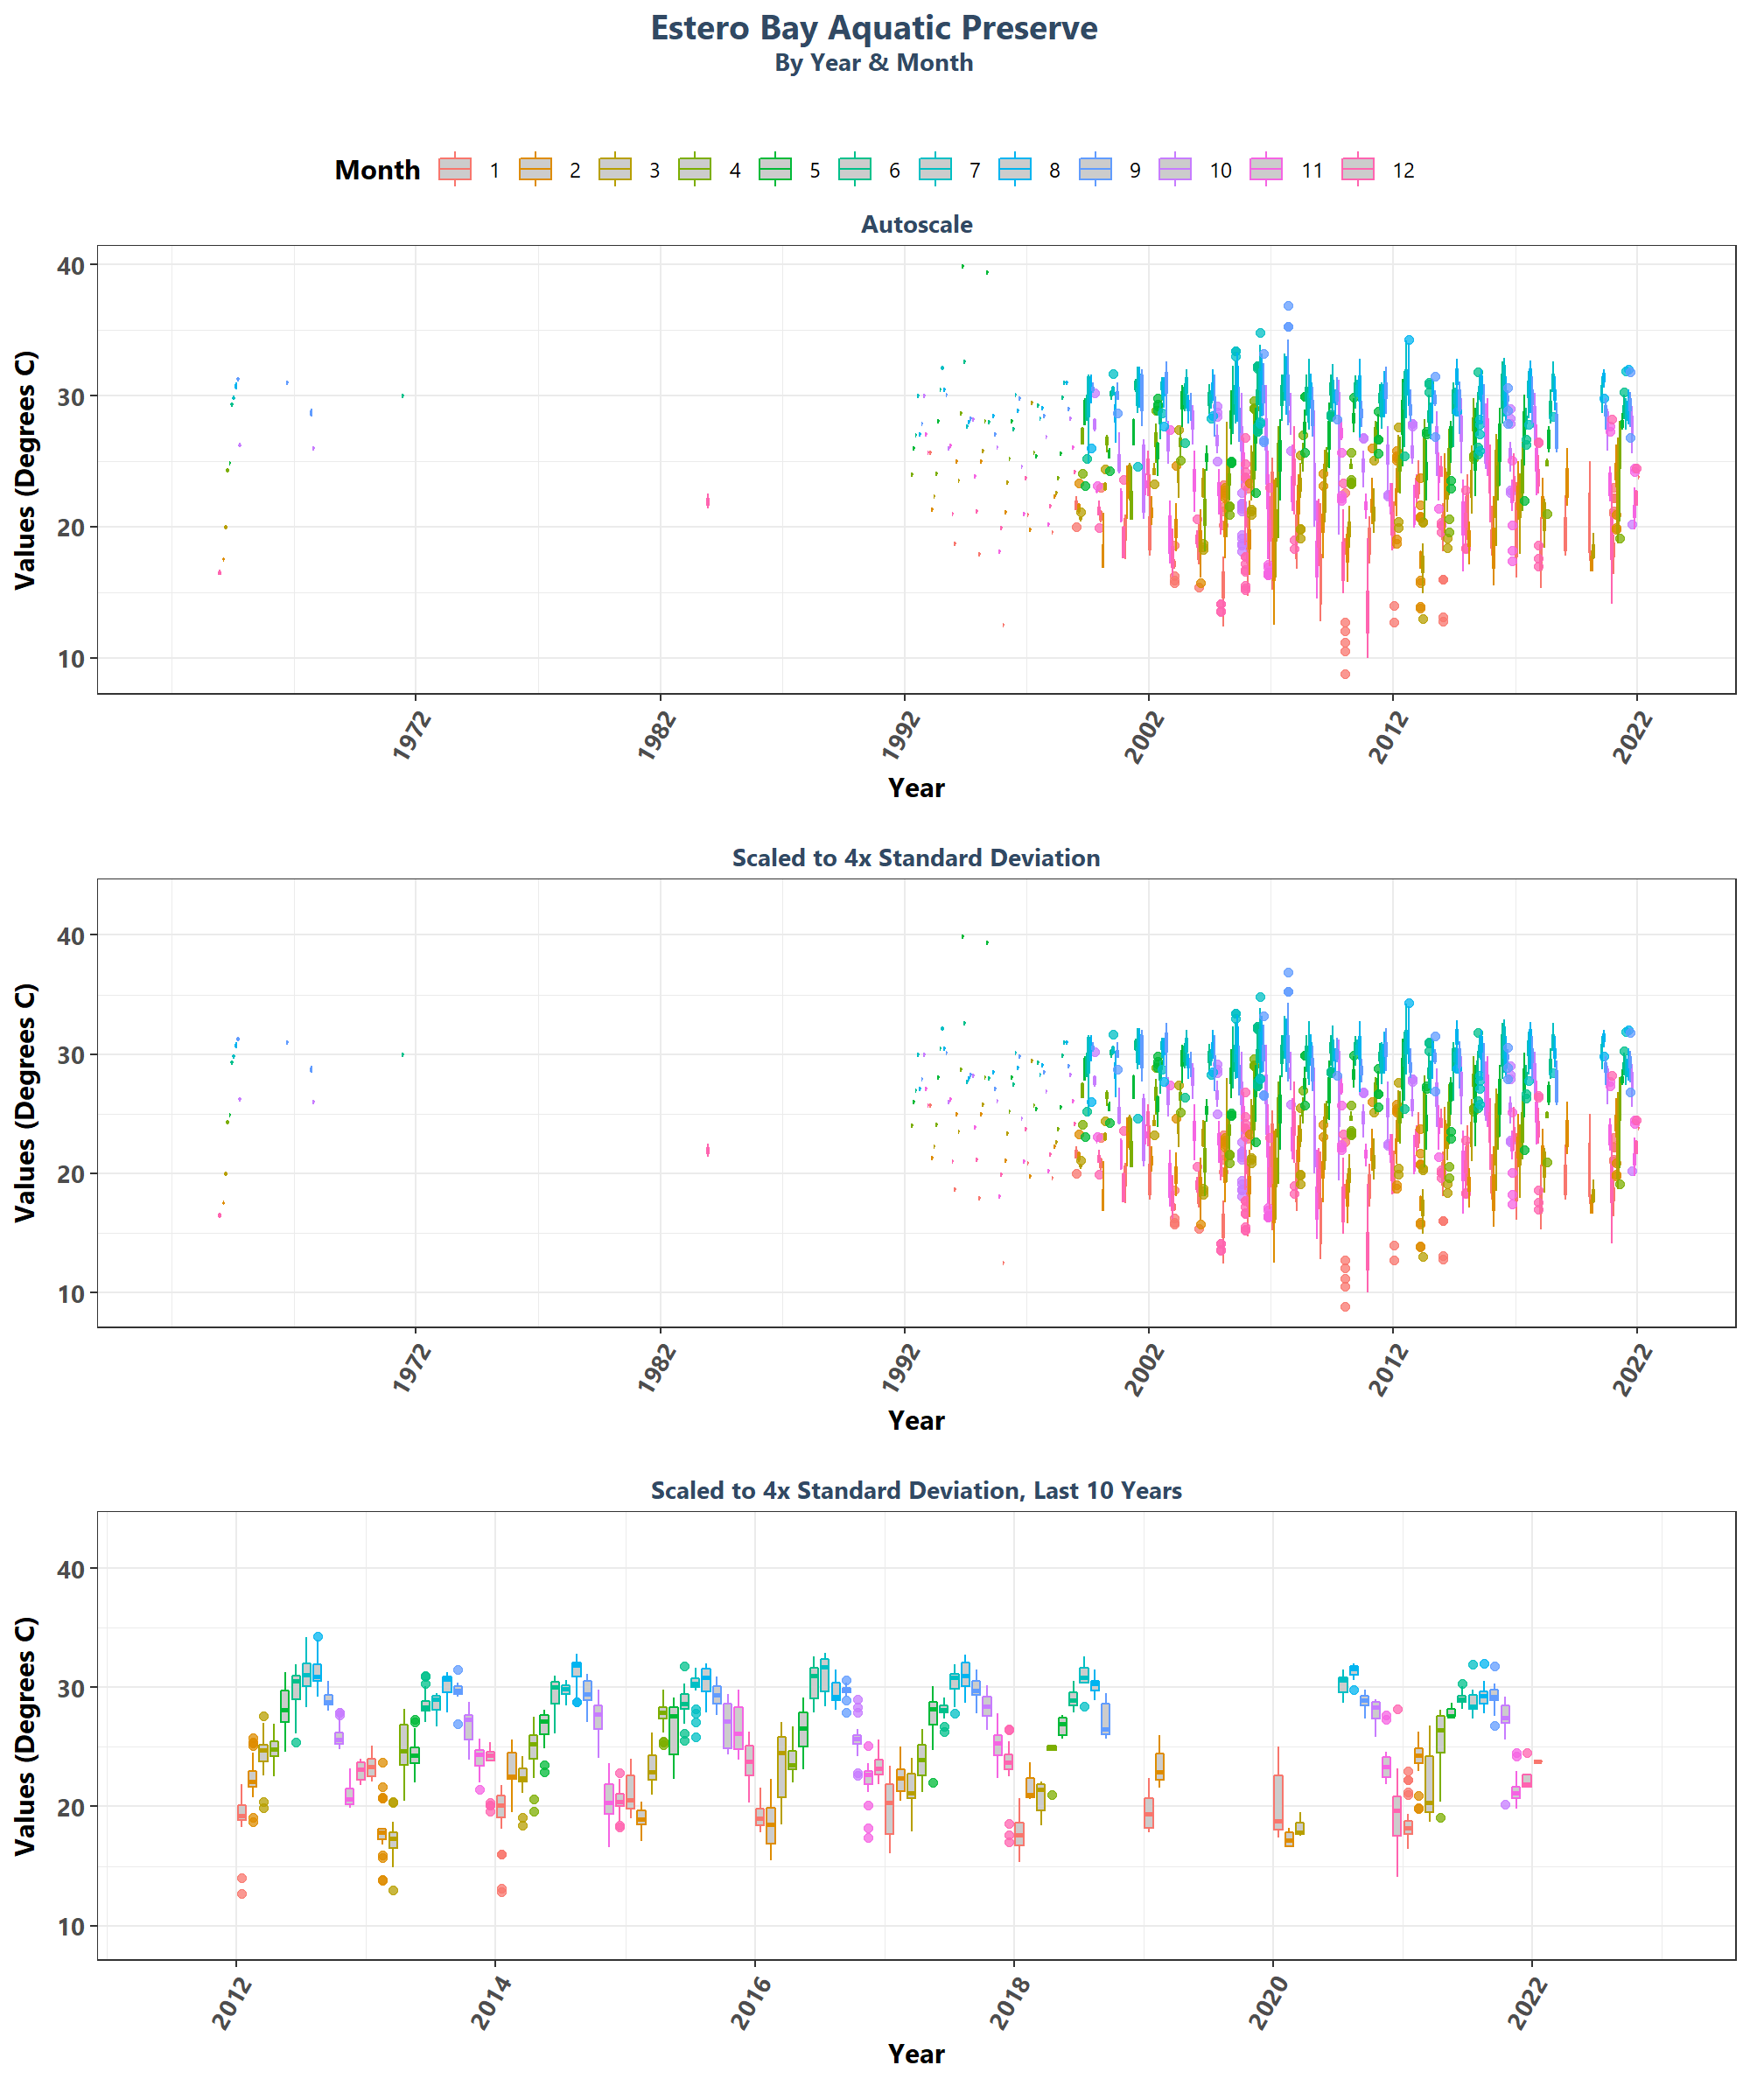 Estero Bay Aquatic Preserve
By Year & Month
Month 1 2 3 4 5 6 7 8 9 10 11 12
Autoscale
Values (Degrees C)
40
30
20
10
1972 1982 1992 2002 2012 2022
Year
Scaled to 4x Standard Deviation
Values (Degrees C)
40
30
20
10
1972 1982 1992 2002 2012 2022
Year
Scaled to 4x Standard Deviation, Last 10 Years
Values (Degrees C)
40
30
20
10
2012 2014 2016 2018 2020 2022
Year